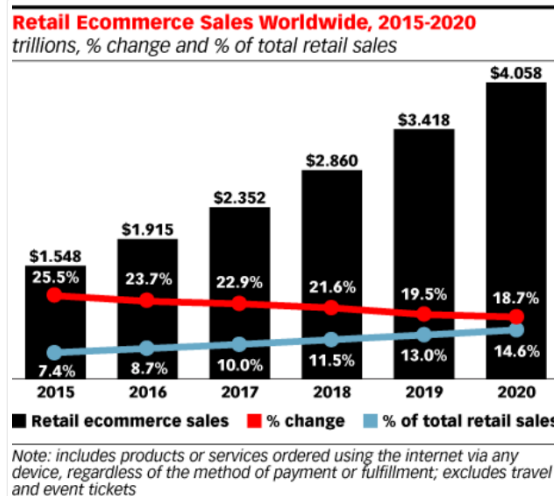 Retail Ecommerce Sales Worldwide, 2015-2020
trillions, % change and % of total retail sales
$4.058
$3.418
$2.860
$2.352
$1.915
$1.548
25.5% 23.7% 22.9% 21.6% 19.5% 18.7%
7.4% 8.7% 10.0% 11.5% 13.0% 14.6%
2015 2016 2017 2018 2019 2020
Retail ecommerce sales % change % of total retail sales
Note: includes products or services ordered using the internet via any
device, regardless of the method of payment or fulfillment; excludes travel
and event tickets